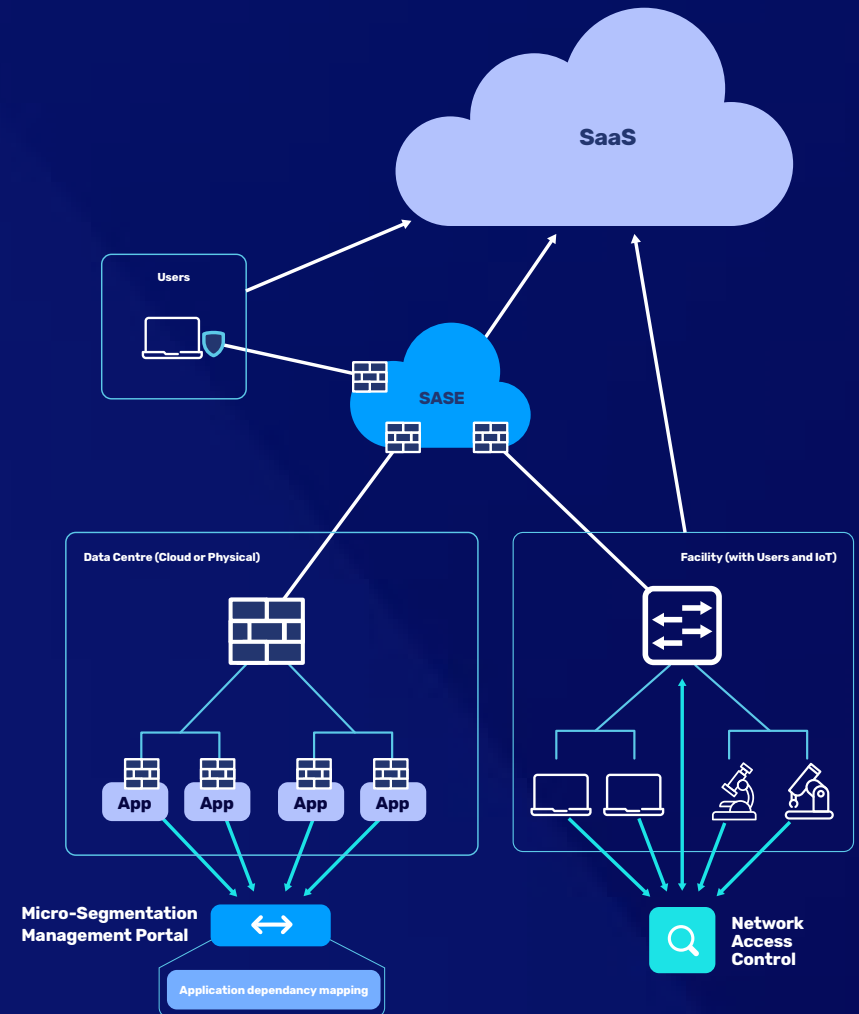 SaaS
Users
SASE
Data Centre (Cloud or Physical)
Facility (with Users and IoT)
App
App
App
App
Micro-Segmentation
Management Portal
Network
Access
Control
Application dependancy mapping